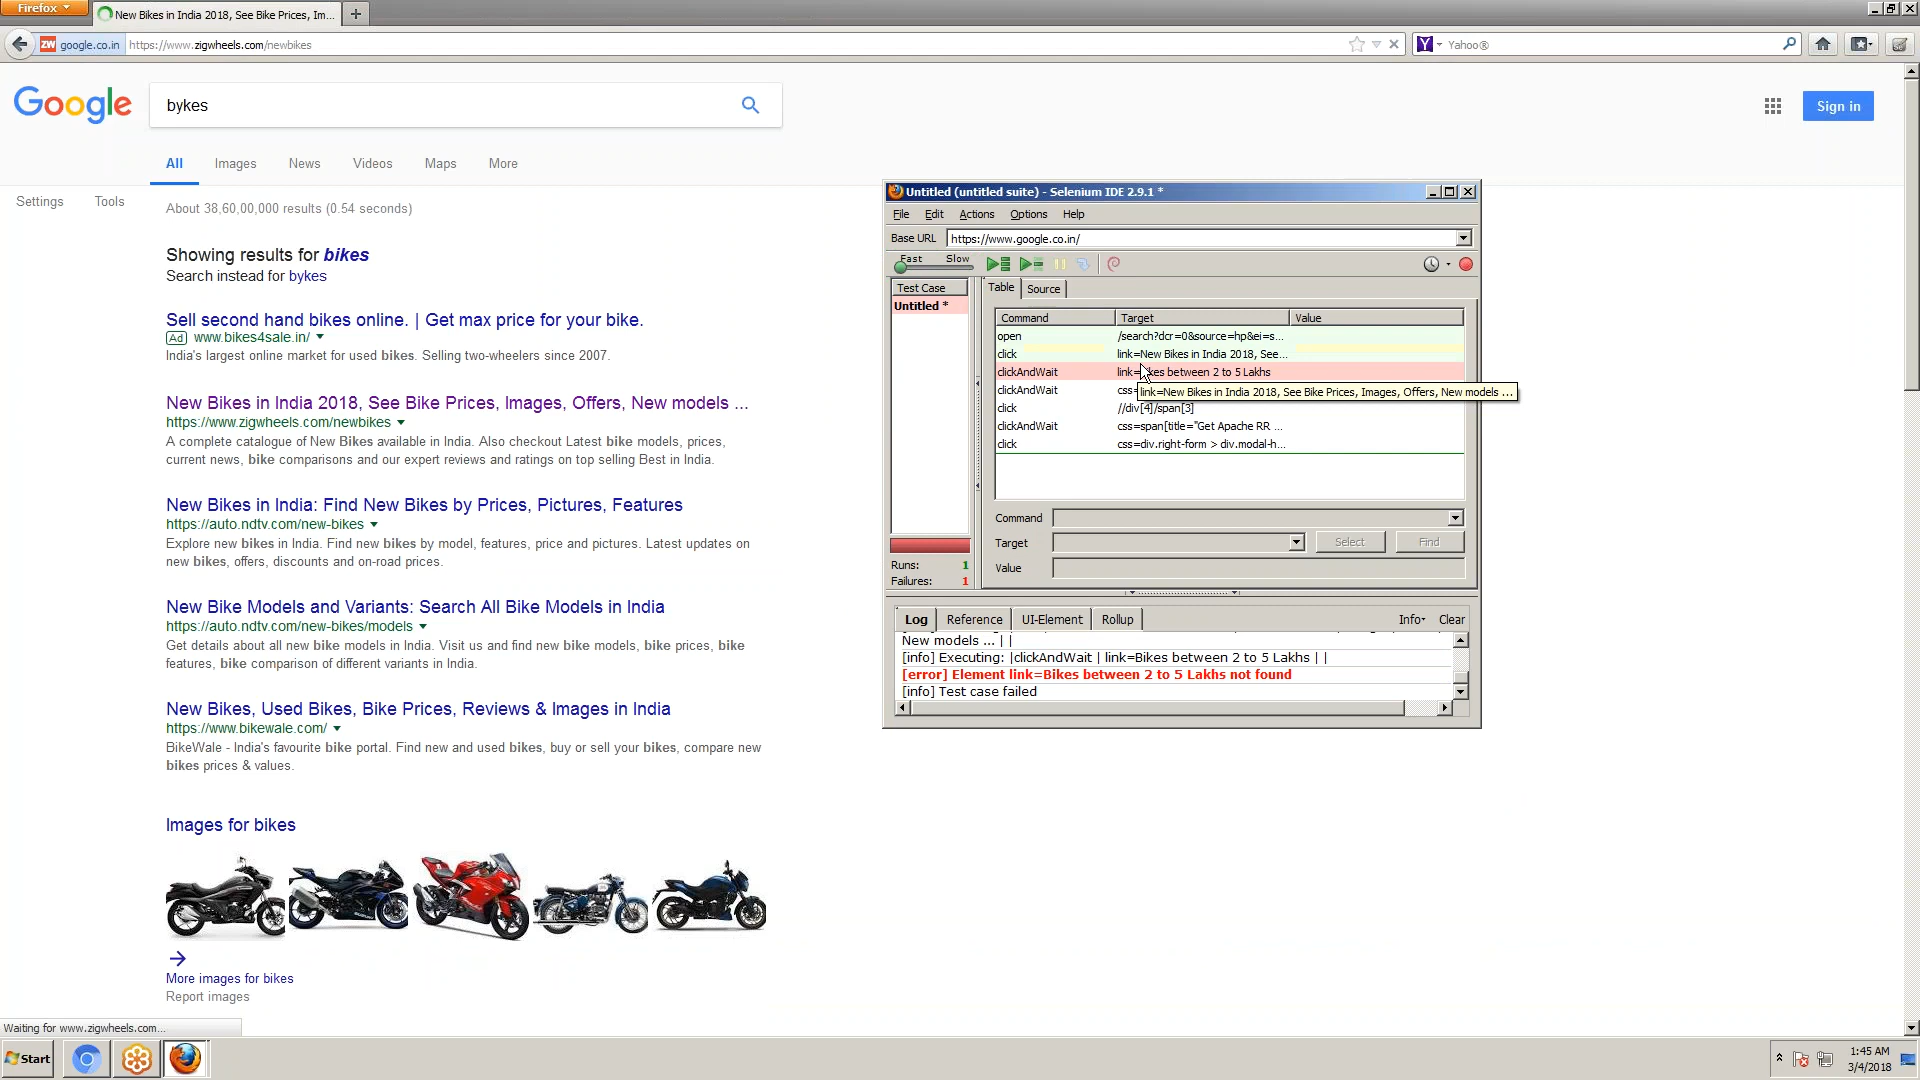 Firefox
New Bikes in India 2018, See Bike Prices, Im...
google.co.in
https://www.zigwheels.com/newbikes
Yahoo®
Google
bykes
Sign in
All
Images
News
Videos
Maps
More
Settings
Tools
About 38,60,00,000 results (0.54 seconds)
Showing results for bikes
Search instead for bykes
Sell second hand bikes online. | Get max price for your bike.
Ad www.bikes4sale.in/
India's largest online market for used bikes. Selling two-wheelers since 2007.
New Bikes in India 2018, See Bike Prices, Images, Offers, New models ...
https://www.zigwheels.com/newbikes
A complete catalogue of New Bikes available in India. Also checkout Latest bike models, prices,
current news, bike comparisons and our expert reviews and ratings on top selling Best in India.
New Bikes in India: Find New Bikes by Prices, Pictures, Features
https://auto.ndtv.com/new-bikes
Explore new bikes in India. Find new bikes by model, features, price and pictures. Latest updates on
new bikes, offers, discounts and on-road prices.
New Bike Models and Variants: Search All Bike Models in India
https://auto.ndtv.com/new-bikes/models
Get details about all new bike models in India. Visit us and find new bike models, bike prices, bike
features, bike comparison of different variants in India.
New Bikes, Used Bikes, Bike Prices, Reviews & Images in India
https://www.bikewale.com/
BikeWale - India's favourite bike portal. Find new and used bikes, buy or sell your bikes, compare new
bikes prices & values.
Images for bikes
More images for bikes
Report images
Waiting for www.zigwheels.com...
Untitled (untitled suite) - Selenium IDE 2.9.1 *
File
Edit
Actions
Options
Help
Base URL
https://www.google.co.in/
Fast
Slow
Test Case
Untitled *
Table
Source
Command
Target
Value
open
/search?dcr=0&source=hp&ei=s...
click
link=New Bikes in India 2018, See...
clickAndWait
link=Bikes between 2 to 5 Lakhs
clickAndWait
css=
link=New Bikes in India 2018, See Bike Prices, Images, Offers, New models ...
click
//div[4]/span[3]
clickAndWait
css=span[title="Get Apache RR ...
click
css=div.right-form > div.modal-h...
Command
Target
Select
Find
Value
Runs: 1
Failures: 1
Log
Reference
UI-Element
Rollup
Info
Clear
New models ... | |
[info] Executing: |clickAndWait | link=Bikes between 2 to 5 Lakhs | |
[error] Element link=Bikes between 2 to 5 Lakhs not found
[info] Test case failed
Start
1:45 AM
3/4/2018